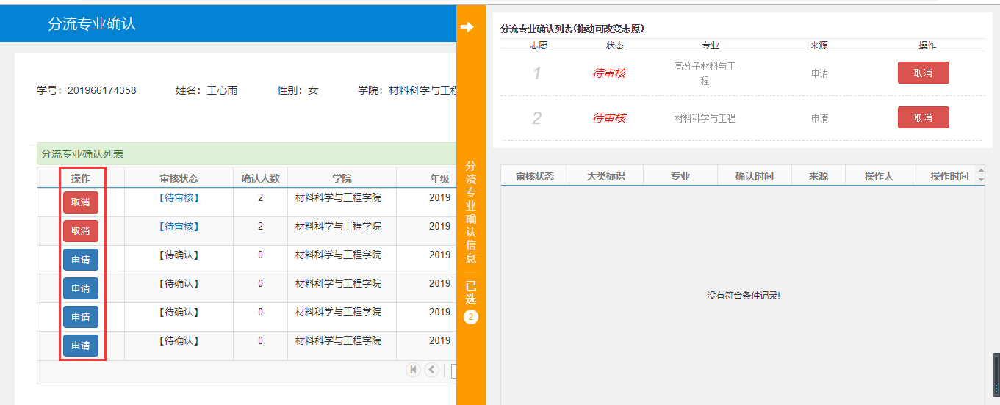 分流专业确认
学号：201966174358 姓名：王心雨 性别：女 学院：材料科学与工程
分流专业确认列表
操作 审核状态 确认人数 学院 年级
取消 【待审核】 2 材料科学与工程学院 2019
取消 【待审核】 2 材料科学与工程学院 2019
申请 【待确认】 0 材料科学与工程学院 2019
申请 【待确认】 0 材料科学与工程学院 2019
申请 【待确认】 0 材料科学与工程学院 2019
申请 【待确认】 0 材料科学与工程学院 2019
分流专业确认信息
已选
2
分流专业确认列表(拖动可改变志愿)
志愿 状态 专业 来源 操作
1 待审核 高分子材料与工程 申请 取消
2 待审核 材料科学与工程 申请 取消
审核状态 大类标识 专业 确认时间 来源 操作人 操作时间
没有符合条件记录!